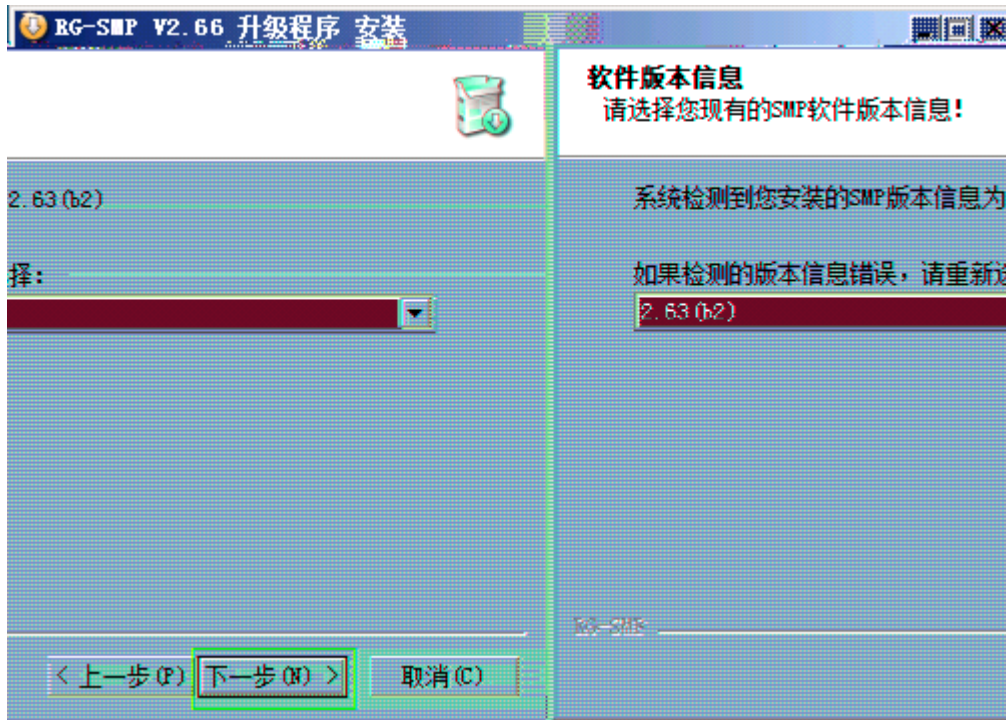 RG-SMP V2.66 升级程序 安装
软件版本信息
请选择您现有的SMP软件版本信息!
系统检测到您安装的SMP版本信息为
2.63(b2)
如果检测的版本信息错误，请重新选
择:
2.63(b2)
RG-SMP
< 上一步(P)
下一步(N) >
取消(C)